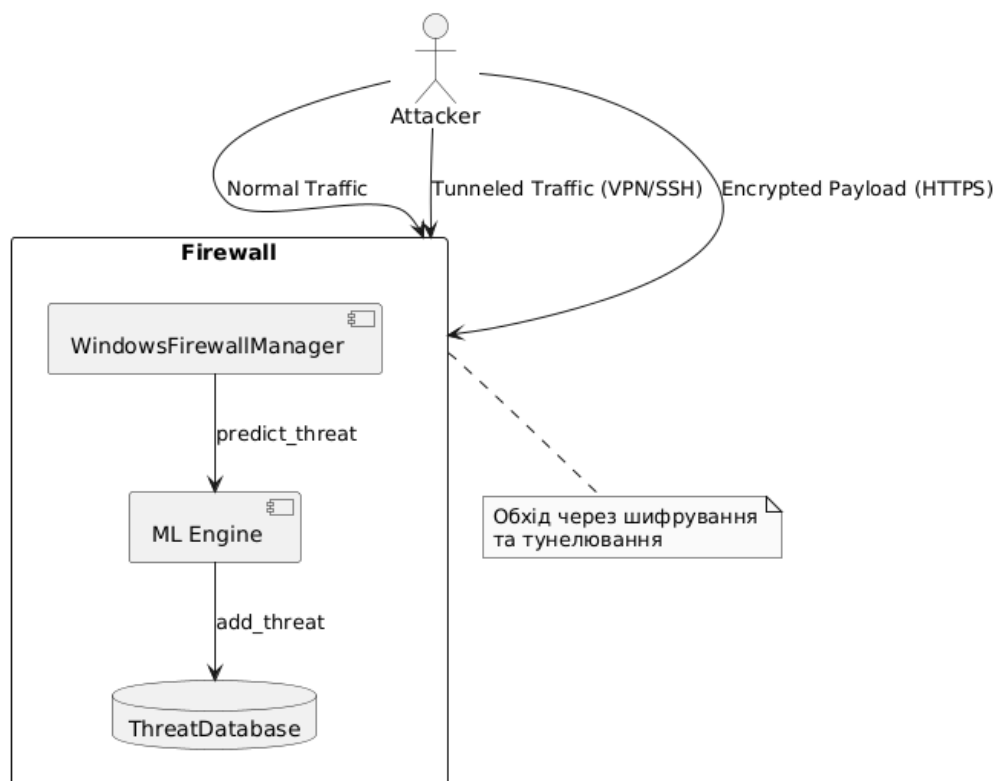 Attacker
Normal Traffic
Tunneled Traffic (VPN/SSH)
Encrypted Payload (HTTPS)
Firewall
WindowsFirewallManager
predict_threat
ML Engine
Обхід через шифрування
та тунелювання
add_threat
ThreatDatabase